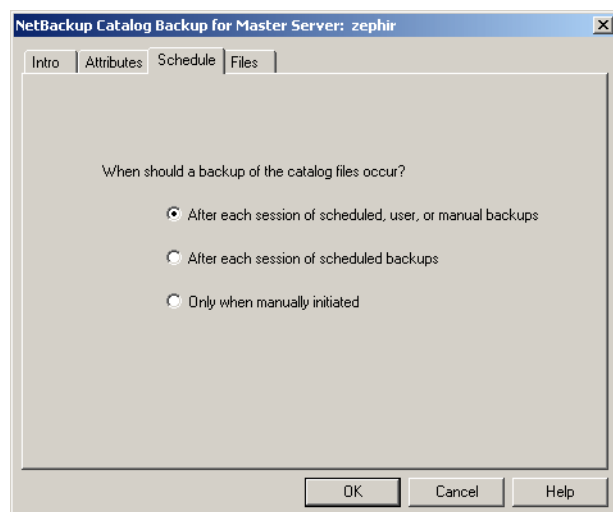 NetBackup Catalog Backup for Master Server: zephir
Intro Attributes Schedule Files
When should a backup of the catalog files occur?
After each session of scheduled, user, or manual backups
After each session of scheduled backups
Only when manually initiated
OK Cancel Help